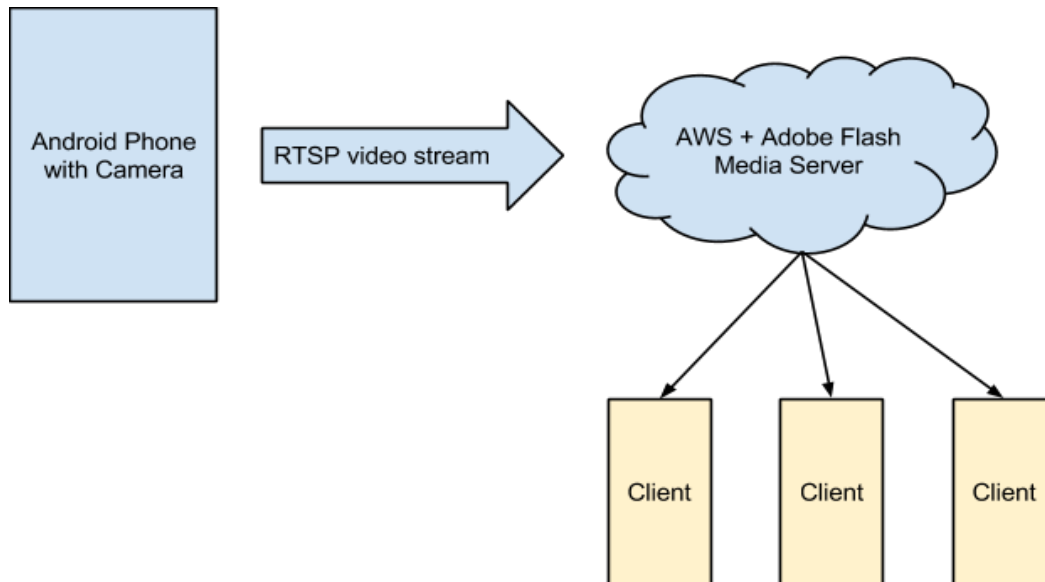 Android Phone
with Camera
RTSP video stream
AWS + Adobe Flash
Media Server
Client
Client
Client